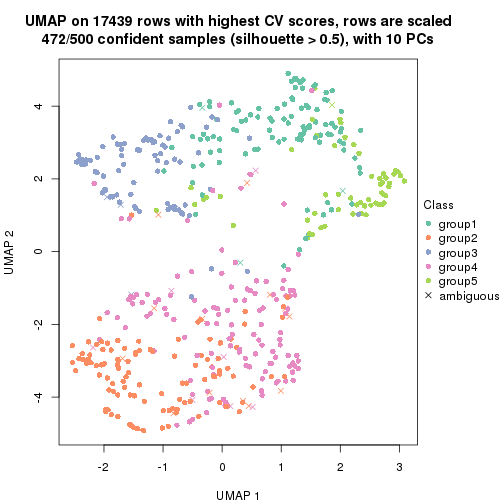 UMAP on 17439 rows with highest CV scores, rows are scaled
472/500 confident samples (silhouette > 0.5), with 10 PCs
4
2
0
-2
-4
UMAP 2
-2
-1
0
1
2
3
UMAP 1
Class
group1
group2
group3
group4
group5
ambiguous